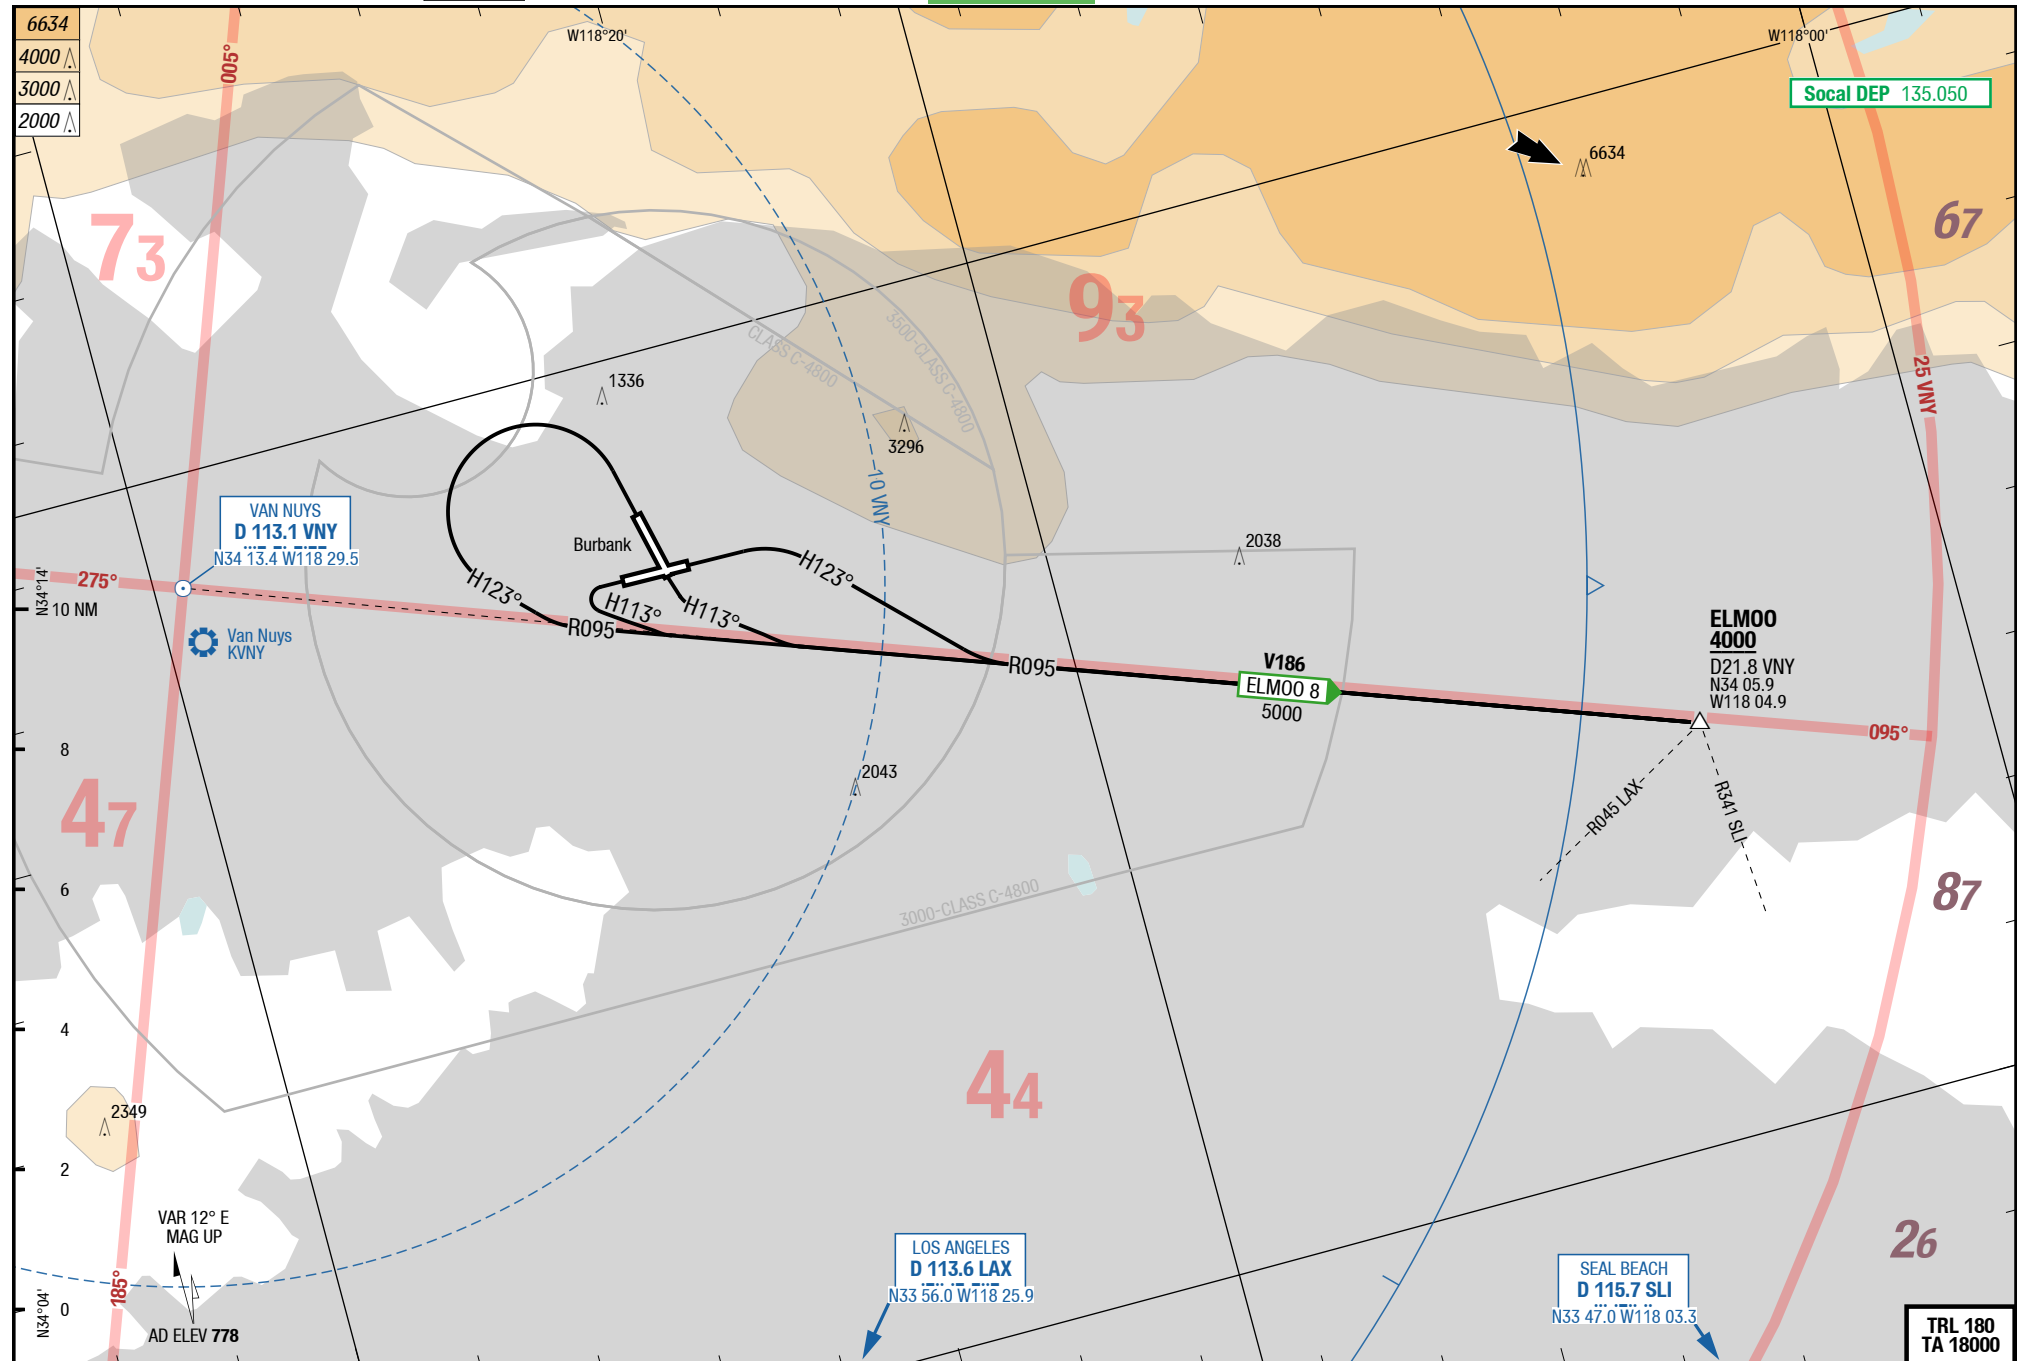 6634
4000
3000
2000
005°
W118°20'
W118°00'
Socal DEP 135.050
6634
73
67
93
CLASS C-4800
3500-CLASS C-4800
25 VNY
1336
3296
10 VNY
VAN NUYS
D 113.1 VNY
N34 13.4 W118 29.5
Burbank
2038
N34°14'
275°
10 NM
H123°
H113°
H113°
H123°
R095
R095
Van Nuys
KVNY
V186
ELMOO 8
5000
ELMOO
4000
D21.8 VNY
N34 05.9
W118 04.9
095°
8
2043
47
R045 LAX
R341 SLI
6
3000-CLASS C-4800
87
4
44
2349
2
VAR 12° E
MAG UP
26
185°
LOS ANGELES
D 113.6 LAX
N33 56.0 W118 25.9
SEAL BEACH
D 115.7 SLI
N33 47.0 W118 03.3
N34°04'
0
AD ELEV 778
TRL 180
TA 18000